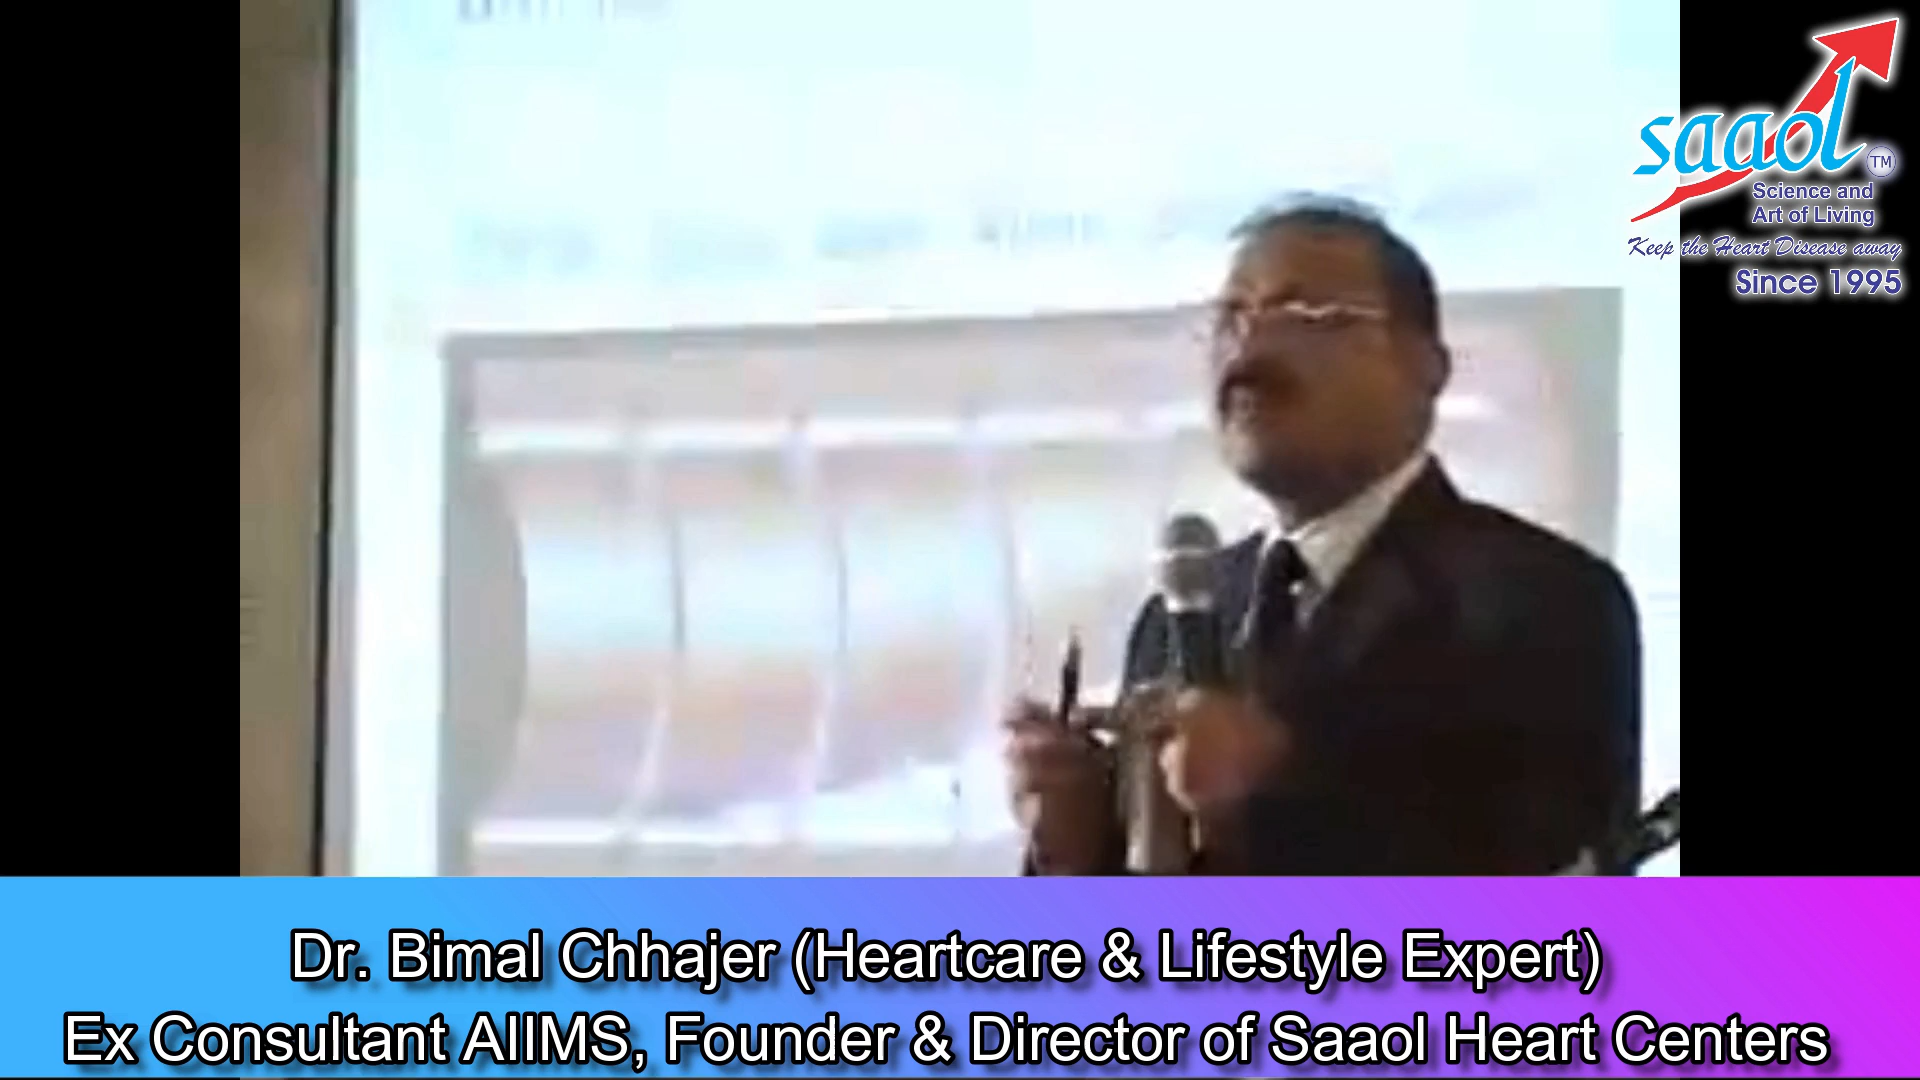 saaol
TM
Science and
Art of Living
Keep the Heart Disease away
Since 1995
Dr. Bimal Chhajer (Heartcare & Lifestyle Expert)
Ex Consultant AIIMS, Founder & Director of Saaol Heart Centers